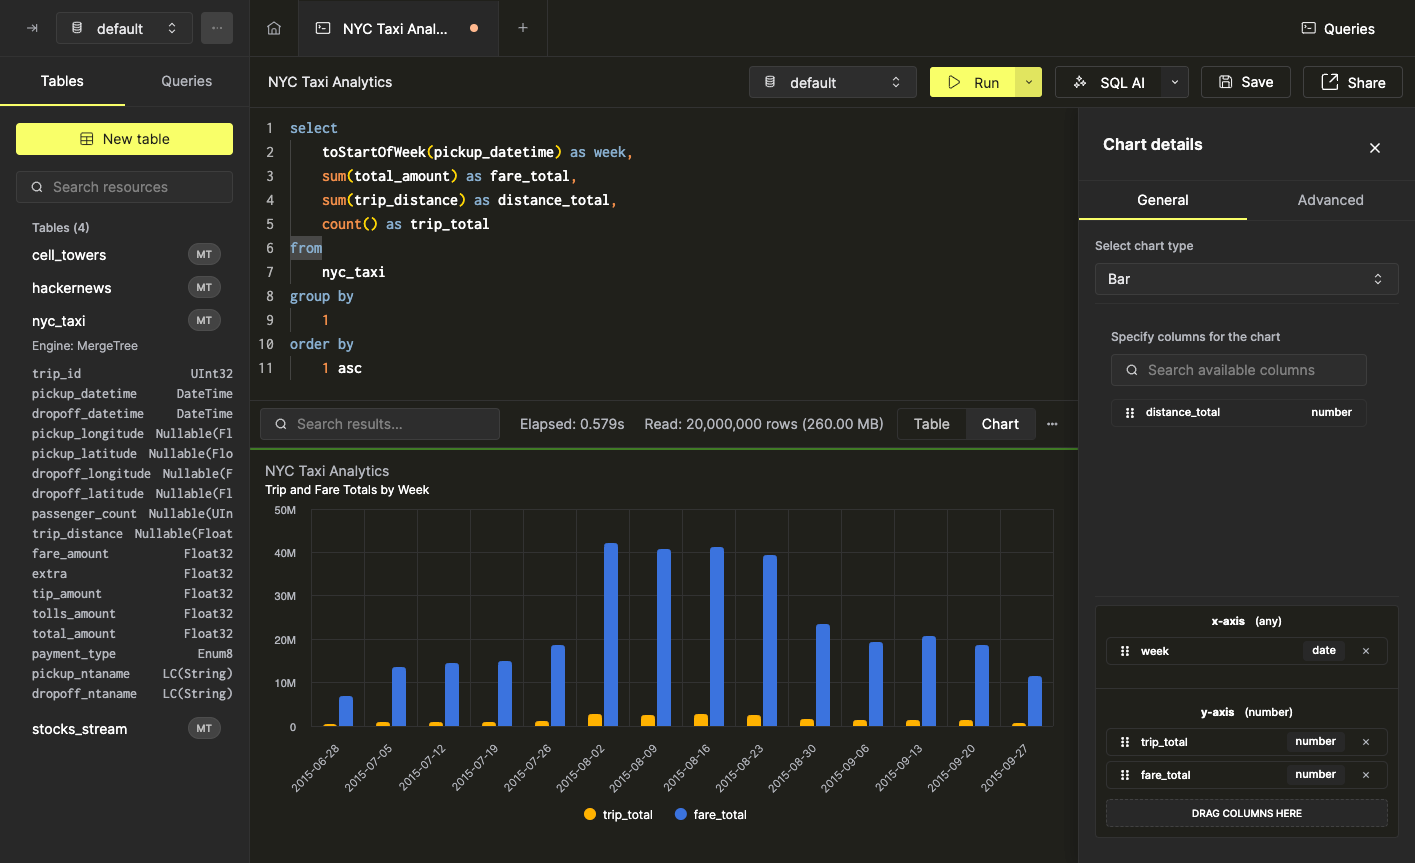 default
...
NYC Taxi Anal...
+
Queries
Tables
Queries
NYC Taxi Analytics
default
Run
SQL AI
Save
Share
New table
Search resources
Tables (4)
cell_towers MT
hackernews MT
nyc_taxi MT
Engine: MergeTree
trip_id UInt32
pickup_datetime DateTime
dropoff_datetime DateTime
pickup_longitude Nullable(Fl
pickup_latitude Nullable(Flo
dropoff_longitude Nullable(F
dropoff_latitude Nullable(Fl
passenger_count Nullable(UIn
trip_distance Nullable(Float
fare_amount Float32
extra Float32
tip_amount Float32
tolls_amount Float32
total_amount Float32
payment_type Enum8
pickup_ntaname LC(String)
dropoff_ntaname LC(String)
stocks_stream MT
1 select
2 toStartOfWeek(pickup_datetime) as week,
3 sum(total_amount) as fare_total,
4 sum(trip_distance) as distance_total,
5 count() as trip_total
6 from
7 nyc_taxi
8 group by
9 1
10 order by
11 1 asc
Search results...
Elapsed: 0.579s
Read: 20,000,000 rows (260.00 MB)
Table
Chart
...
NYC Taxi Analytics
Trip and Fare Totals by Week
50M
40M
30M
20M
10M
0
2015-06-28
2015-07-05
2015-07-12
2015-07-19
2015-07-26
2015-08-02
2015-08-09
2015-08-16
2015-08-23
2015-08-30
2015-09-06
2015-09-13
2015-09-20
2015-09-27
trip_total
fare_total
Chart details
General
Advanced
Select chart type
Bar
Specify columns for the chart
Search available columns
distance_total number
x-axis (any)
week date
y-axis (number)
trip_total number
fare_total number
DRAG COLUMNS HERE